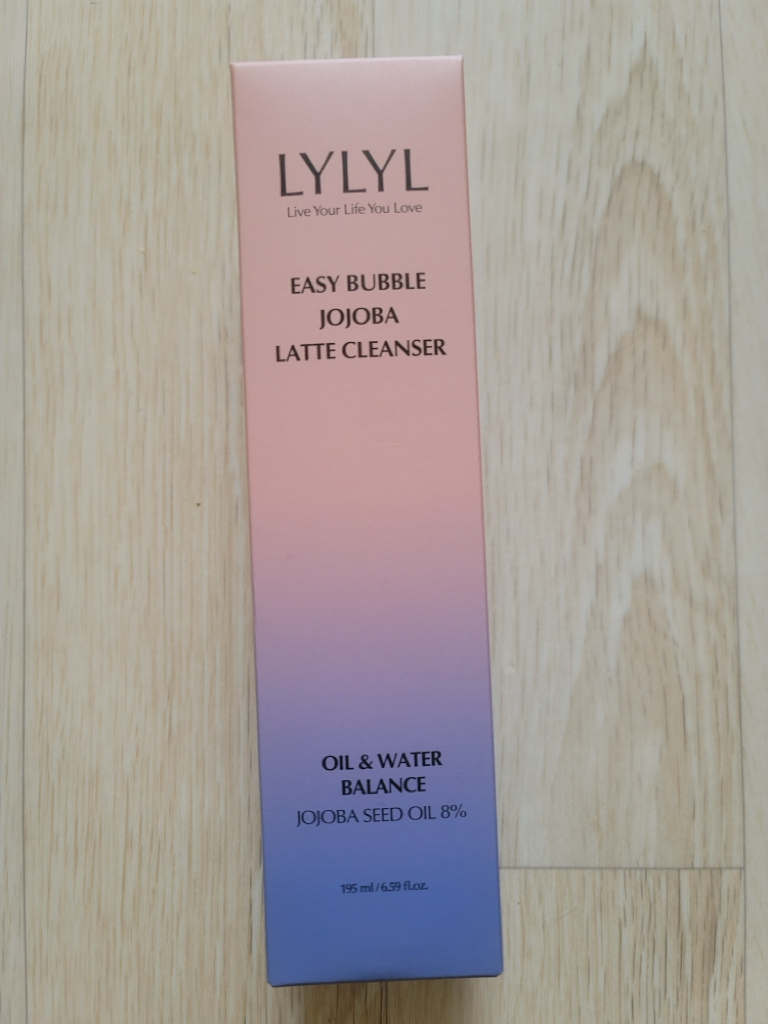 LYLYL
Live Your Life You Love
EASY BUBBLE
JOJOBA
LATTE CLEANSER
OIL & WATER
BALANCE
JOJOBA SEED OIL 8%
195 ml / 6.59 fl.oz.